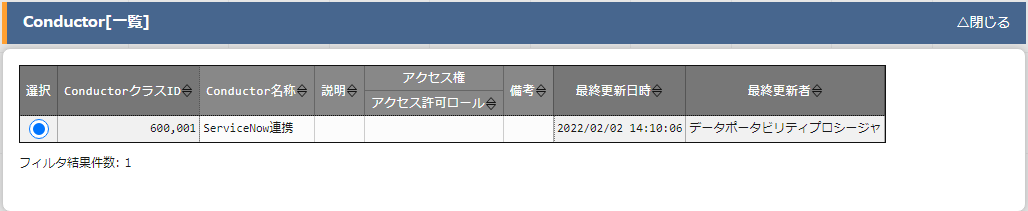 Conductor[一覧] △閉じる
選択 ConductorクラスID Conductor名称 説明 アクセス権 備考 最終更新日時 最終更新者
アクセス許可ロール
600,001 ServiceNow連携 2022/02/02 14:10:06 データポータビリティプロシージャ
フィルタ結果件数: 1